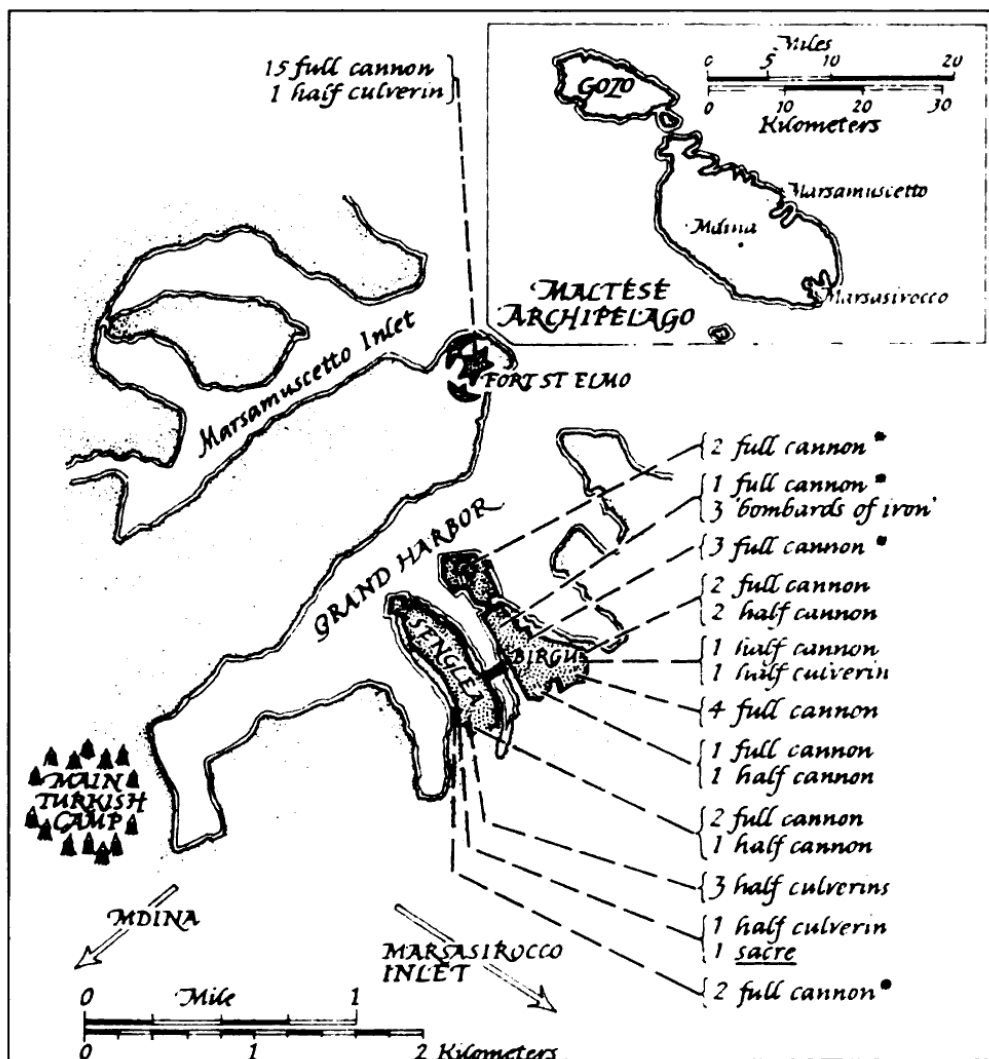 15 full cannon
1 half culverin
Miles
0 5 10 20
0 10 20 30
Kilometers
GOZO
Marsamuscetto
Mdina
Marsasirocco
MALTESE
ARCHIPELAGO
Marsamuscetto Inlet
FORT ST ELMO
GRAND HARBOR
SENGLEA
BIRGU
2 full cannon*
1 full cannon*
3 'bombards of iron'
3 full cannon*
2 full cannon
2 half cannon
1 half cannon
1 half culverin
4 full cannon
1 full cannon
1 half cannon
2 full cannon
1 half cannon
3 half culverins
1 half culverin
1 sacre
2 full cannon*
MAIN
TURKISH
CAMP
MDINA
MARSASIROCCO
INLET
0 Mile 1
0 1 2 Kilometers